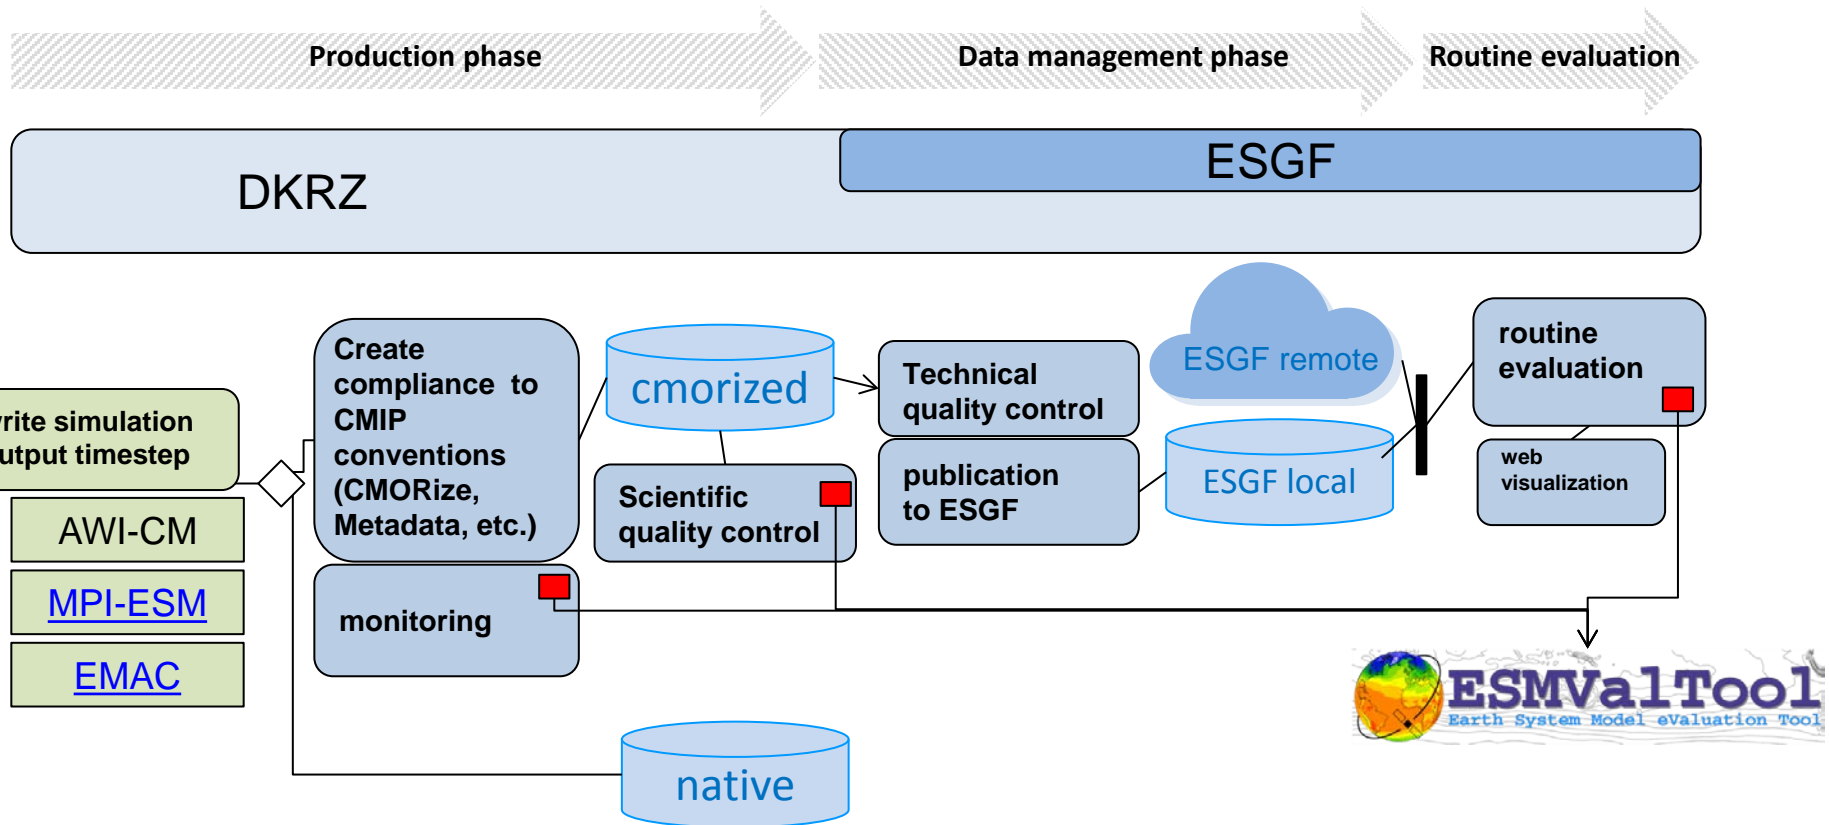 Production phase
Data management phase
Routine evaluation
DKRZ
ESGF
write simulation
output timestep
AWI-CM
MPI-ESM
EMAC
Create
compliance to
CMIP
conventions
(CMORize,
Metadata, etc.)
monitoring
cmorized
Scientific
quality control
native
Technical
quality control
publication
to ESGF
ESGF remote
ESGF local
routine
evaluation
web
visualization
ESMValTool
Earth System Model eValuation Tool